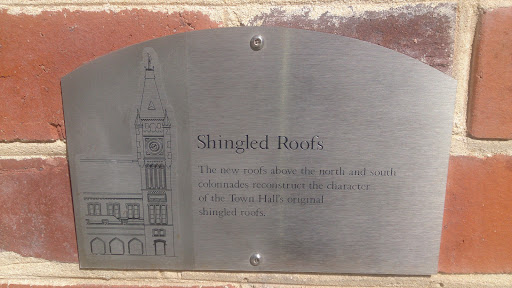 Shingled Roofs
The new roofs above the north and south
colonnades reconstruct the character
of the Town Hall's original
shingled roofs.